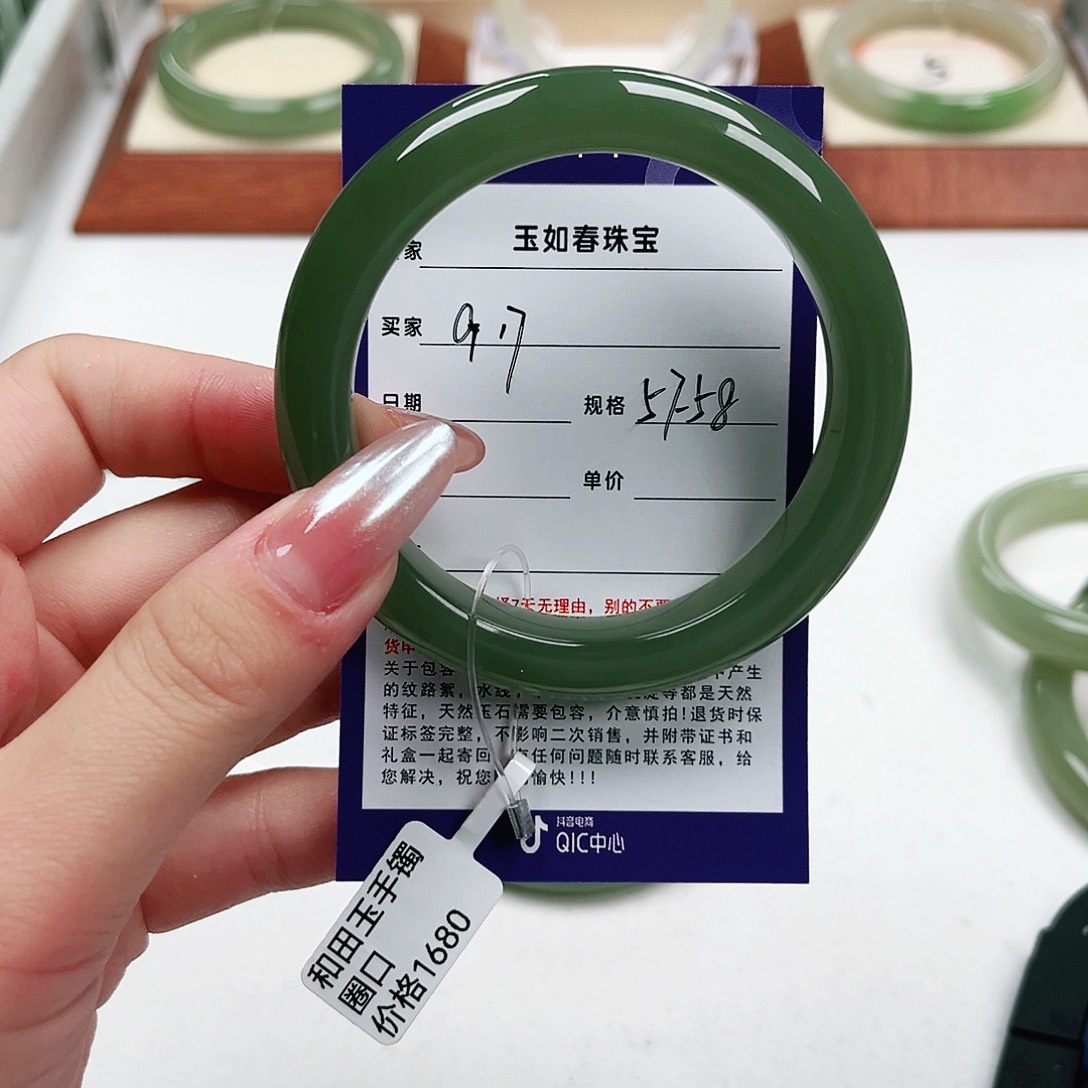 玉如春珠宝
家
买家 9.17
日期 规格 57-58
单价
择7天无理由，别的不要
货
关于包容 产生
的纹路絮，水线， 等都是天然
特征，天然玉石需要包容，介意慎拍!退货时保
证标签完整，不影响二次销售，并附带证书和
礼盒一起寄回 有任何问题随时联系客服，给
您解决，祝您 愉快!!!
抖音电商
QIC中心
和田玉手镯
圈口
价格1680